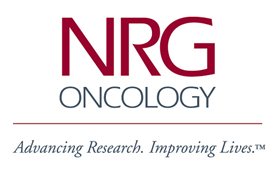 NRG
ONCOLOGY
Advancing Research. Improving Lives.™